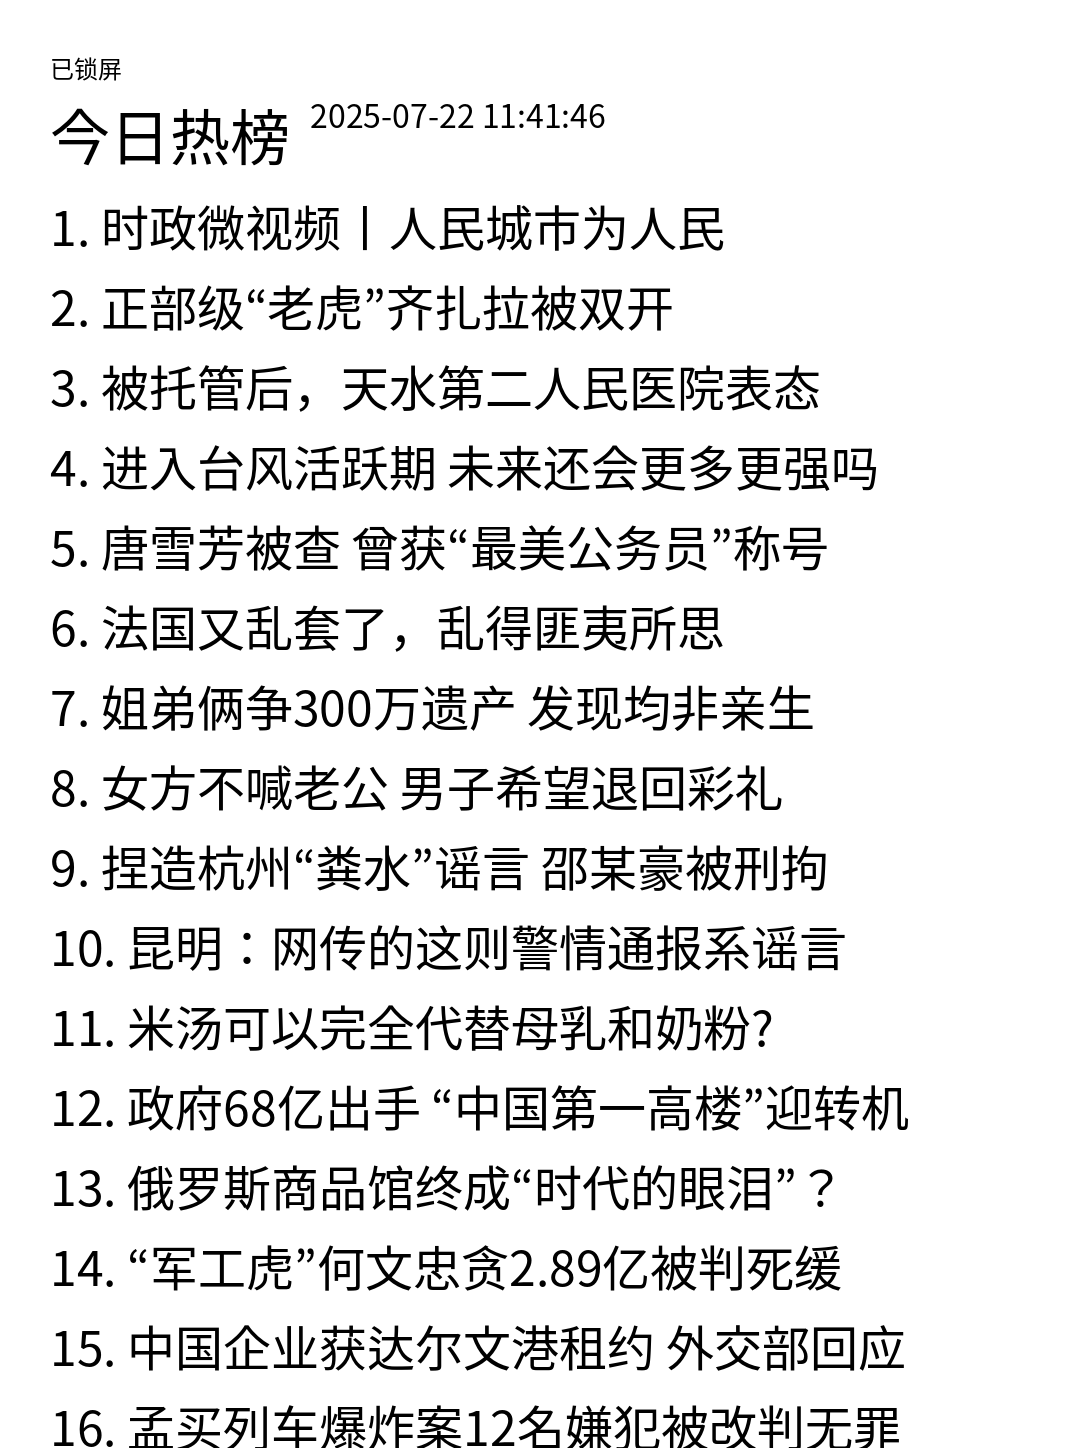 已锁屏
今日热榜 2025-07-22 11:41:46
1. 时政微视频丨人民城市为人民
2. 正部级“老虎”齐扎拉被双开
3. 被托管后，天水第二人民医院表态
4. 进入台风活跃期 未来还会更多更强吗
5. 唐雪芳被查 曾获“最美公务员”称号
6. 法国又乱套了，乱得匪夷所思
7. 姐弟俩争300万遗产 发现均非亲生
8. 女方不喊老公 男子希望退回彩礼
9. 捏造杭州“粪水”谣言 邵某豪被刑拘
10. 昆明：网传的这则警情通报系谣言
11. 米汤可以完全代替母乳和奶粉?
12. 政府68亿出手 “中国第一高楼”迎转机
13. 俄罗斯商品馆终成“时代的眼泪”？
14. “军工虎”何文忠贪2.89亿被判死缓
15. 中国企业获达尔文港租约 外交部回应
16. 孟买列车爆炸案12名嫌犯被改判无罪